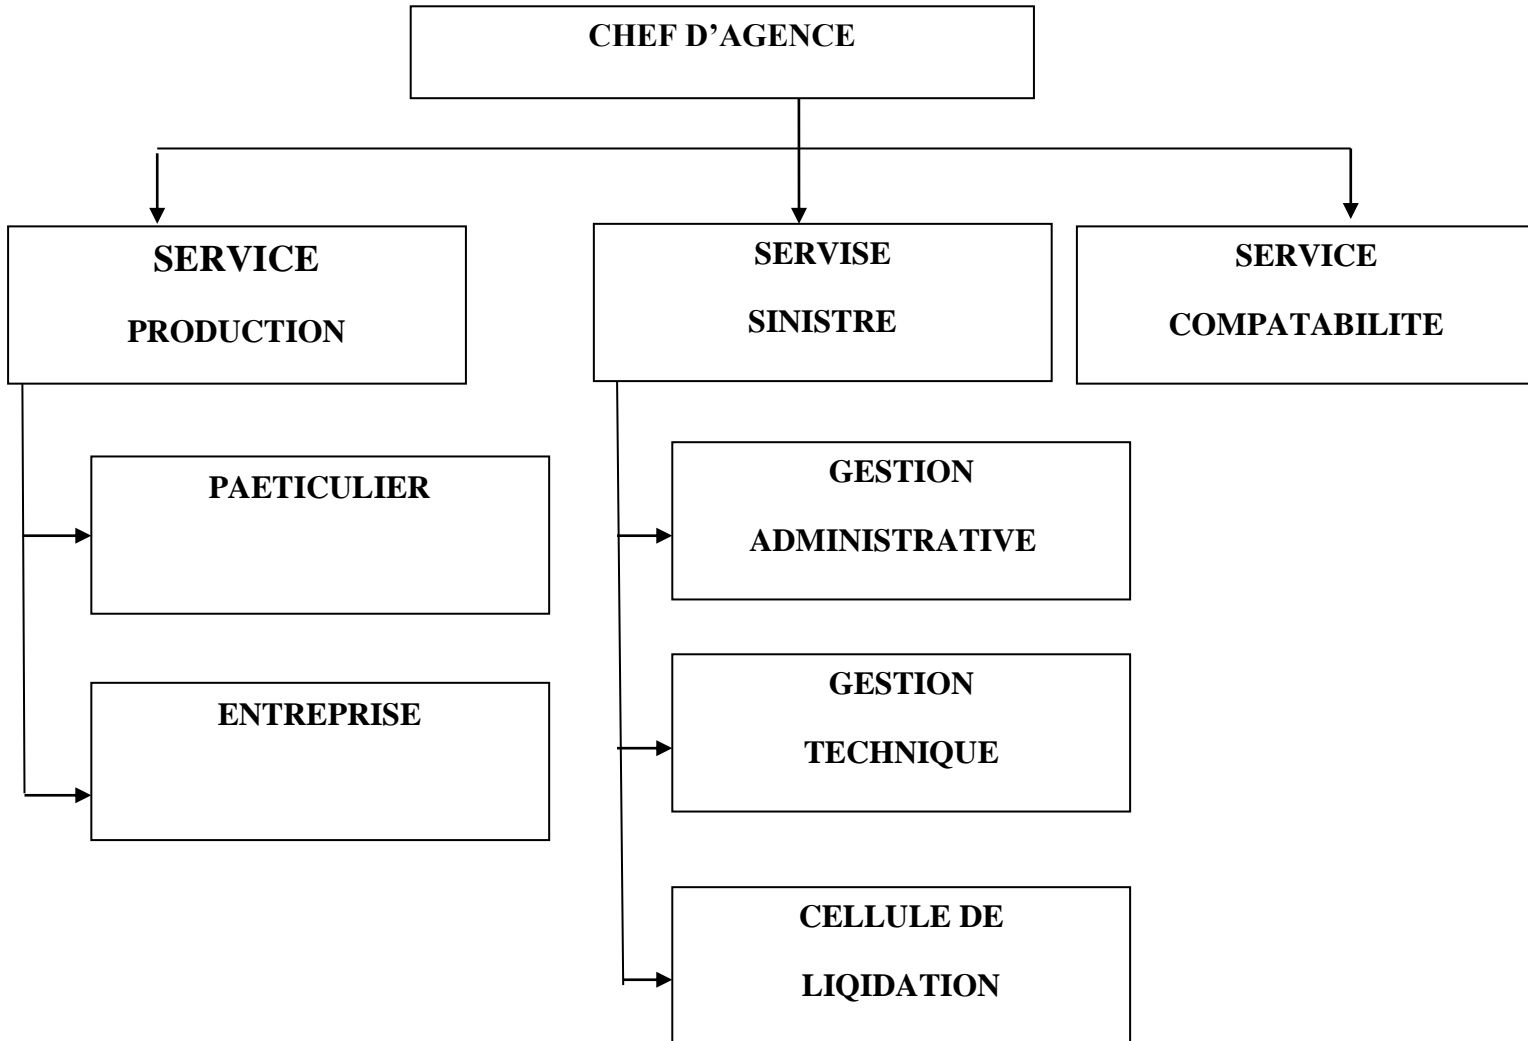 CHEF D’AGENCE
SERVICE
PRODUCTION
SERVISE
SINISTRE
SERVICE
COMPATABILITE
PAETICULIER
ENTREPRISE
GESTION
ADMINISTRATIVE
GESTION
TECHNIQUE
CELLULE DE
LIQIDATION